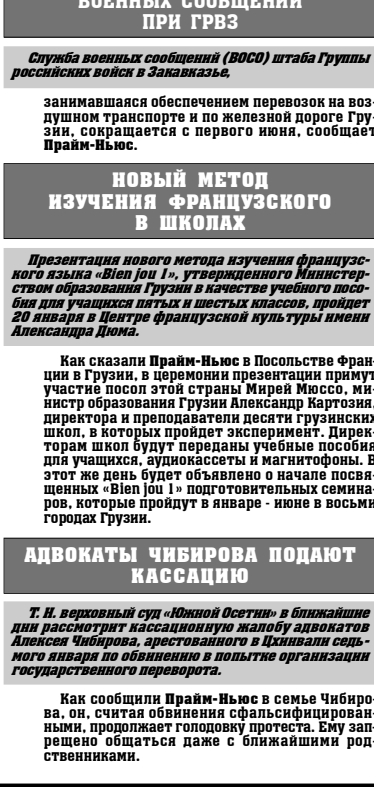 ВОЕННЫХ СООБЩЕНИЙ
ПРИ ГРВЗ
Служба военных сообщений (ВОСО) штаба Группы
российских войск в Закавказье,
занимавшаяся обеспечением перевозок на воз-
душном транспорте и по железной дороге Гру-
зии, сокращается с первого июня, сообщает
Прайм-Ньюс.
НОВЫЙ МЕТОД
ИЗУЧЕНИЯ ФРАНЦУЗСКОГО
В ШКОЛАХ
Презентация нового метода изучения французс-
кого языка «Bien jou 1», утвержденного Министер-
ством образования Грузии в качестве учебного посо-
бия для учащихся пятых и шестых классов, пройдет
20 января в Центре французской культуры имени
Александра Дюма.
Как сказали Прайм-Ньюс в Посольстве Фран-
ции в Грузии, в церемонии презентации примут
участие посол этой страны Мирей Мюссо, ми-
нистр образования Грузии Александр Картозия,
директора и преподаватели десяти грузинских
школ, в которых пройдет эксперимент. Дирек-
торам школ будут переданы учебные пособия
для учащихся, аудиокассеты и магнитофоны. В
этот же день будет объявлено о начале посвя-
щенных «Bien jou 1» подготовительных семина-
ров, которые пройдут в январе - июне в восьми
городах Грузии.
АДВОКАТЫ ЧИБИРОВА ПОДАЮТ
КАССАЦИЮ
Т. Н. верховный суд «Южной Осетии» в ближайшие
дни рассмотрит кассационную жалобу адвокатов
Алексея Чибирова, арестованного в Цхинвали седь-
мого января по обвинению в попытке организации
государственного переворота.
Как сообщили Прайм-Ньюс в семье Чибиро-
ва, он, считая обвинения сфальсифицирован-
ными, продолжает голодовку протеста. Ему зап-
рещено общаться даже с ближайшими род-
ственниками.